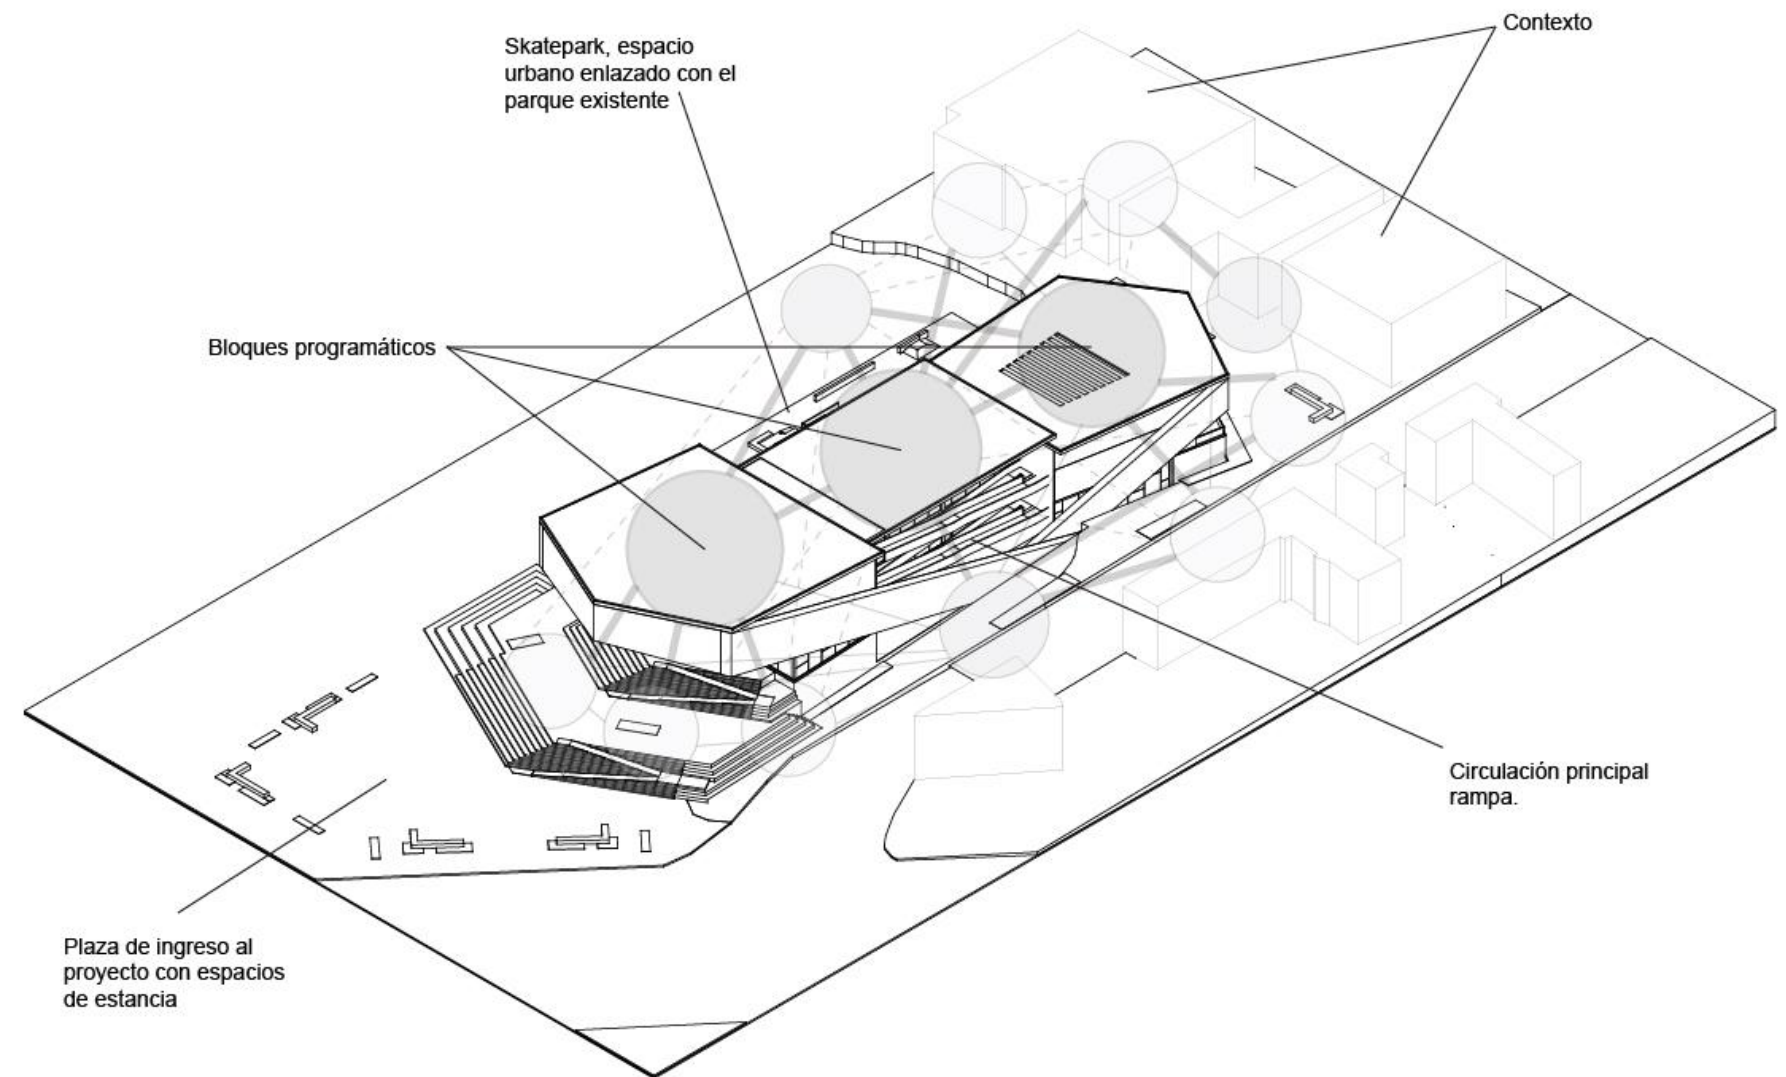 Contexto
Skatepark, espacio
urbano enlazado con el
parque existente
Bloques programáticos
Circulación principal
rampa.
Plaza de ingreso al
proyecto con espacios
de estancia